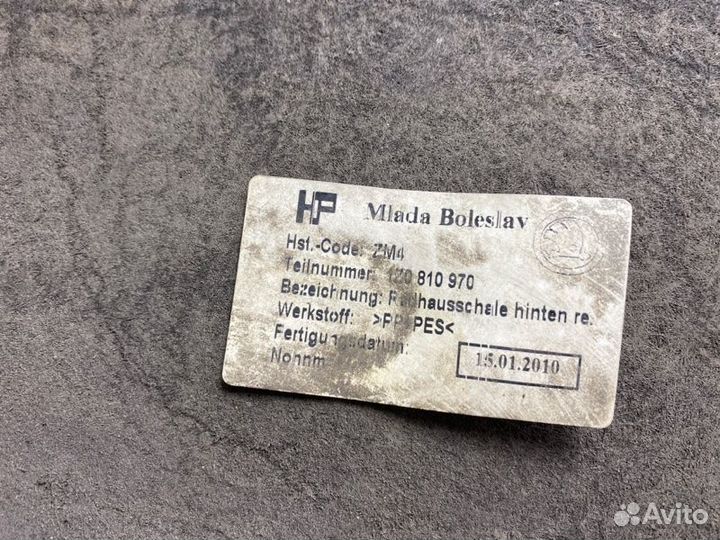 HP Mlada Boleslav
Hst.-Code: ZM4
Teilnummer: 810 970
Bezeichnung: Radhausschale hinten re.
Werkstoff: >PP PES<
Fertigungsdatum:
15.01.2010
Avito